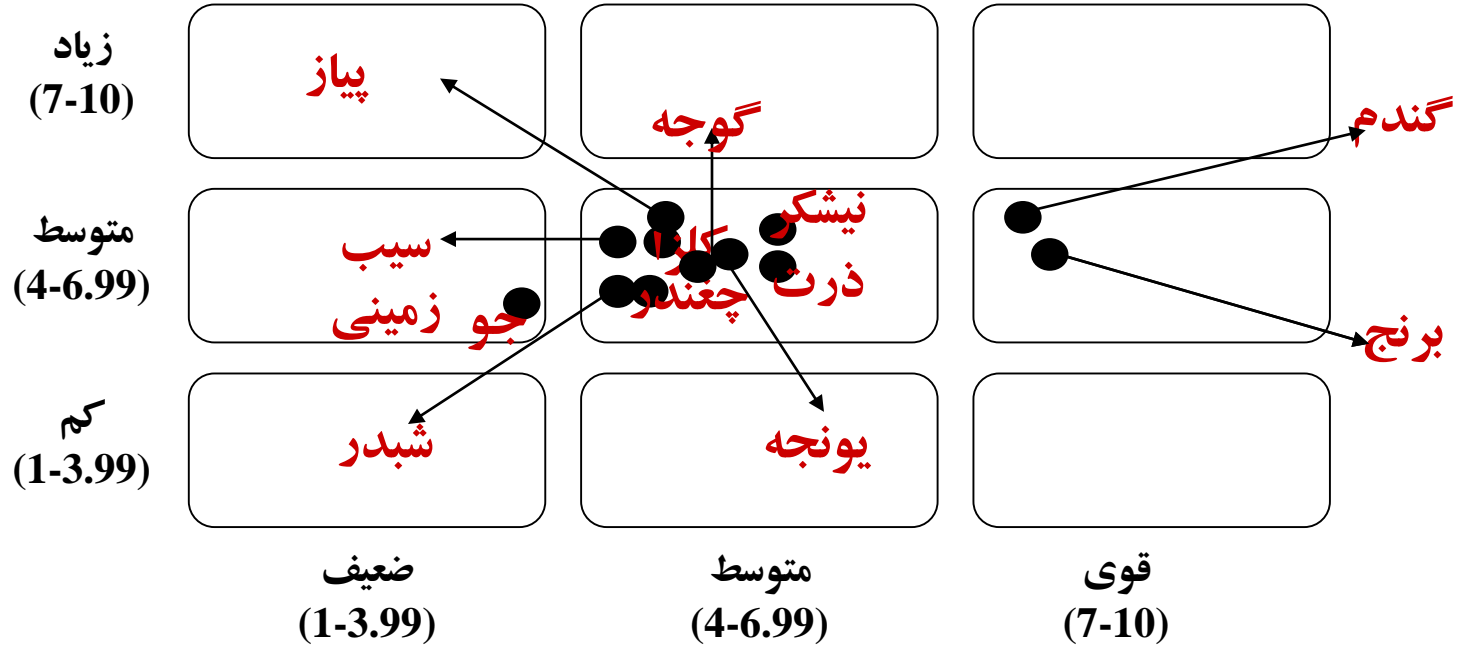 زیاد
(7-10)
پیاز
گوجه
گندم
متوسط
(4-6.99)
سیب
زمینی
جو
کلزا
چغندر
نیشکر
ذرت
برنج
کم
(1-3.99)
شبدر
یونجه
ضعیف
(1-3.99)
متوسط
(4-6.99)
قوی
(7-10)